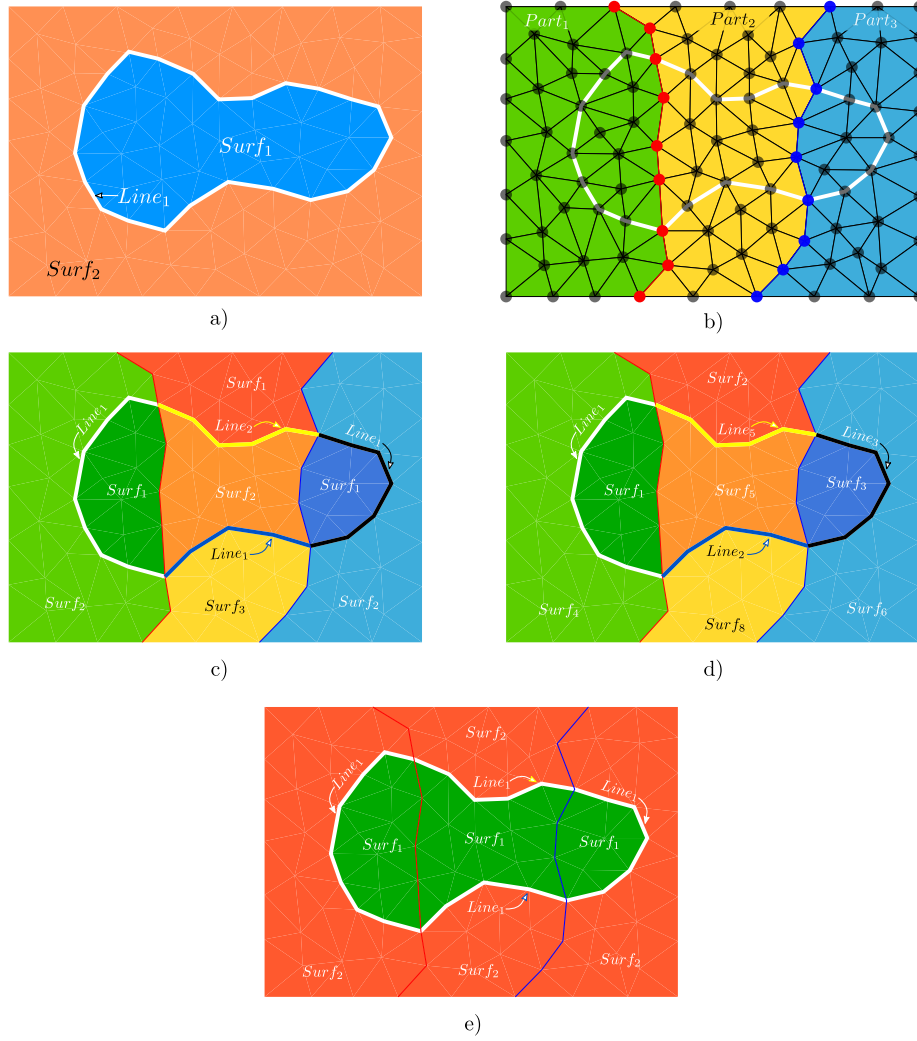 Part₁ Part₂ Part₃
Surf₁
Line₁
Surf₂
a) b)
Surf₁
Line₁ Line₂ Line₁
Surf₁ Surf₂ Surf₁
Line₁
Surf₂ Surf₃ Surf₂
c)
Surf₂
Line₁ Line₅ Line₃
Surf₁ Surf₅ Surf₃
Line₂
Surf₄ Surf₈ Surf₆
d)
Surf₂
Line₁ Line₁ Line₁
Surf₁ Surf₁ Surf₁
Line₁
Surf₂ Surf₂ Surf₂
e)